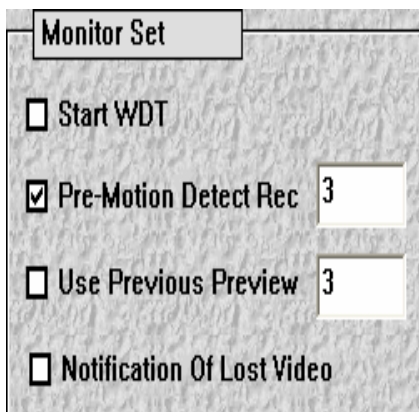 Monitor Set
Start WDT
Pre-Motion Detect Rec 3
Use Previous Preview 3
Notification Of Lost Video